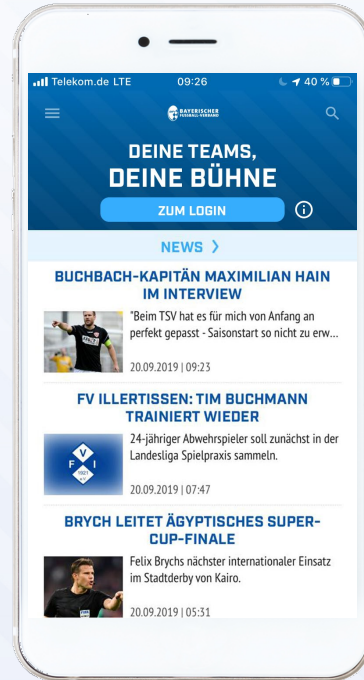 Telekom.de LTE
09:26
40 %
BAYERISCHER
FUSSBALL-VERBAND
DEINE TEAMS,
DEINE BÜHNE
ZUM LOGIN
NEWS
BUCHBACH-KAPITÄN MAXIMILIAN HAIN
IM INTERVIEW
"Beim TSV hat es für mich von Anfang an
perfekt gepasst - Saisonstart so nicht zu erw...
20.09.2019 | 09:23
FV ILLERTISSEN: TIM BUCHMANN
TRAINIERT WIEDER
F V I
1921
e.V.
24-jähriger Abwehrspieler soll zunächst in der
Landesliga Spielpraxis sammeln.
20.09.2019 | 07:47
BRYCH LEITET ÄGYPTISCHES SUPER-
CUP-FINALE
Felix Brychs nächster internationaler Einsatz
im Stadtderby von Kairo.
20.09.2019 | 05:31